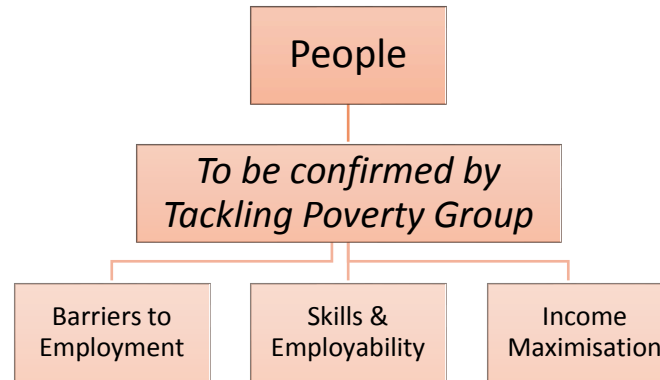 People
To be confirmed by
Tackling Poverty Group
Barriers to
Employment
Skills &
Employability
Income
Maximisation